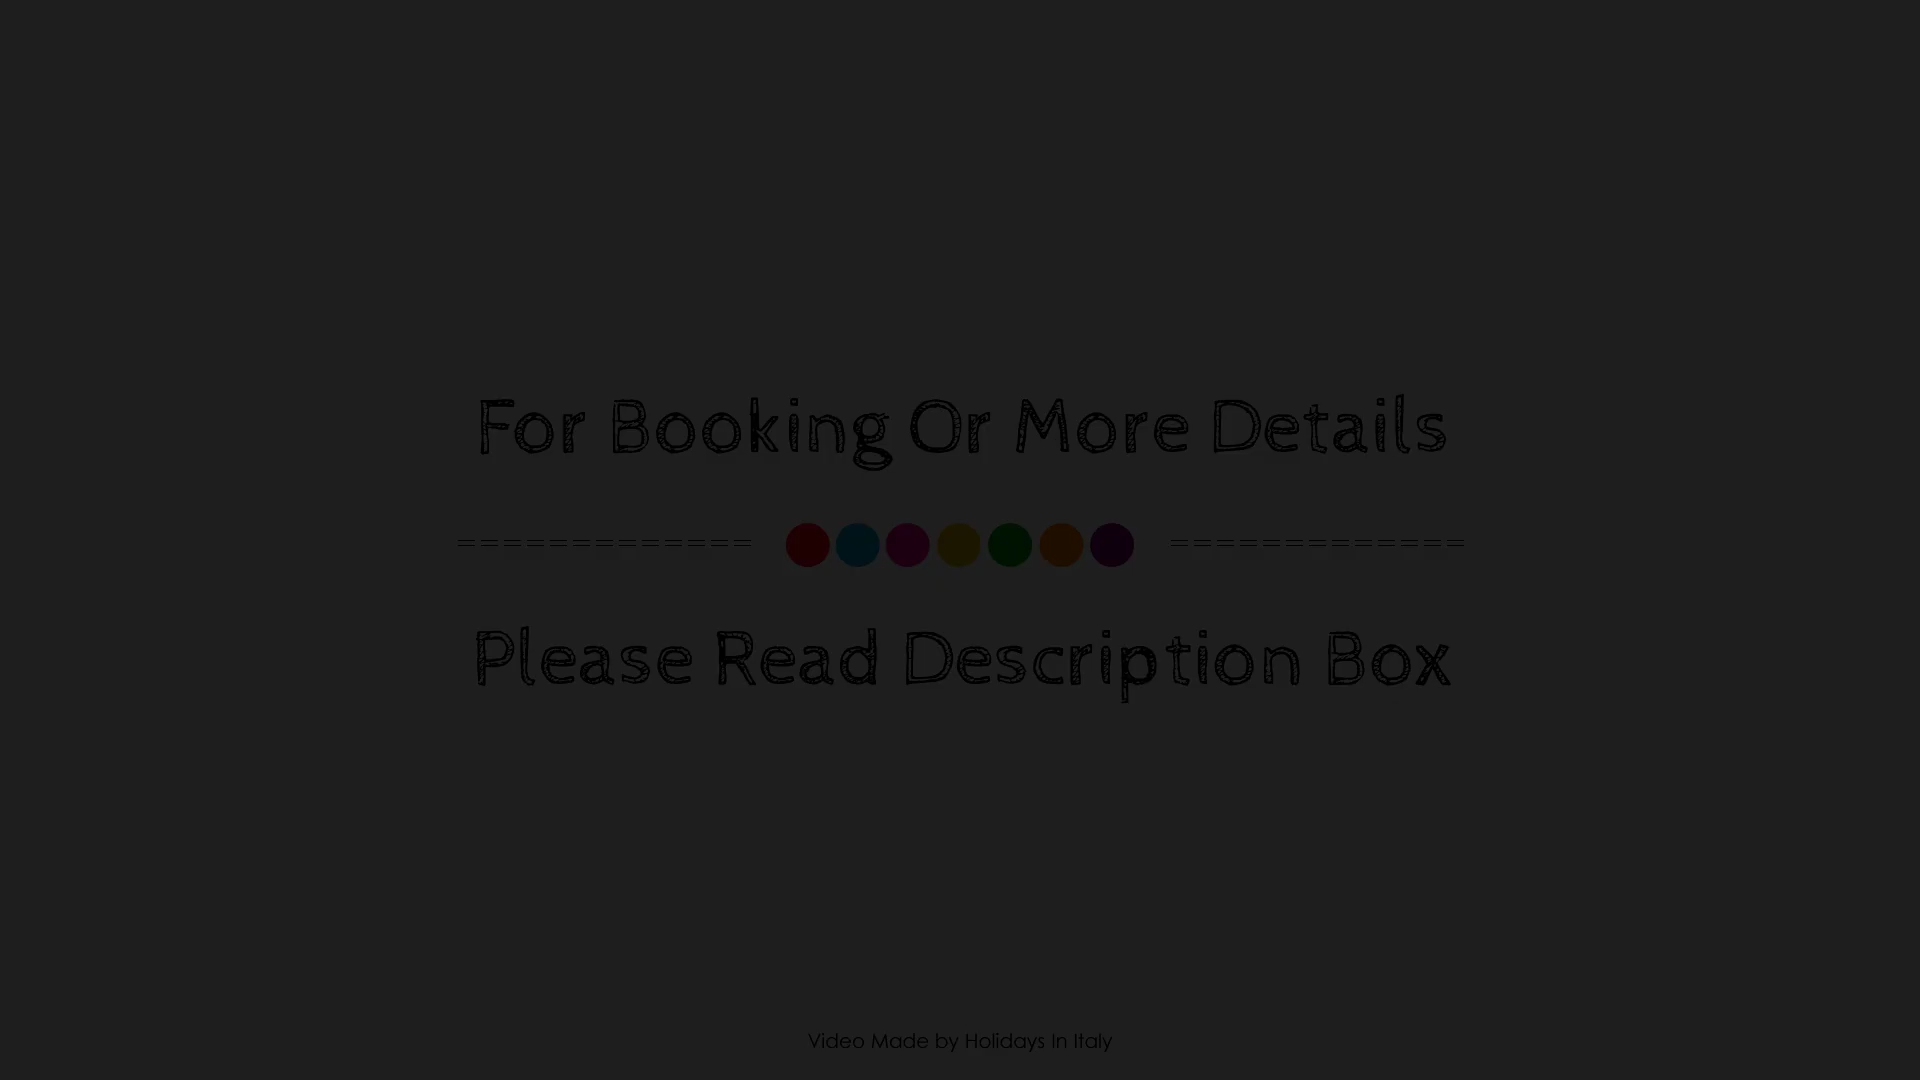 For Booking Or More Details
============= =============
Please Read Description Box
Video Made by Holidays In Italy